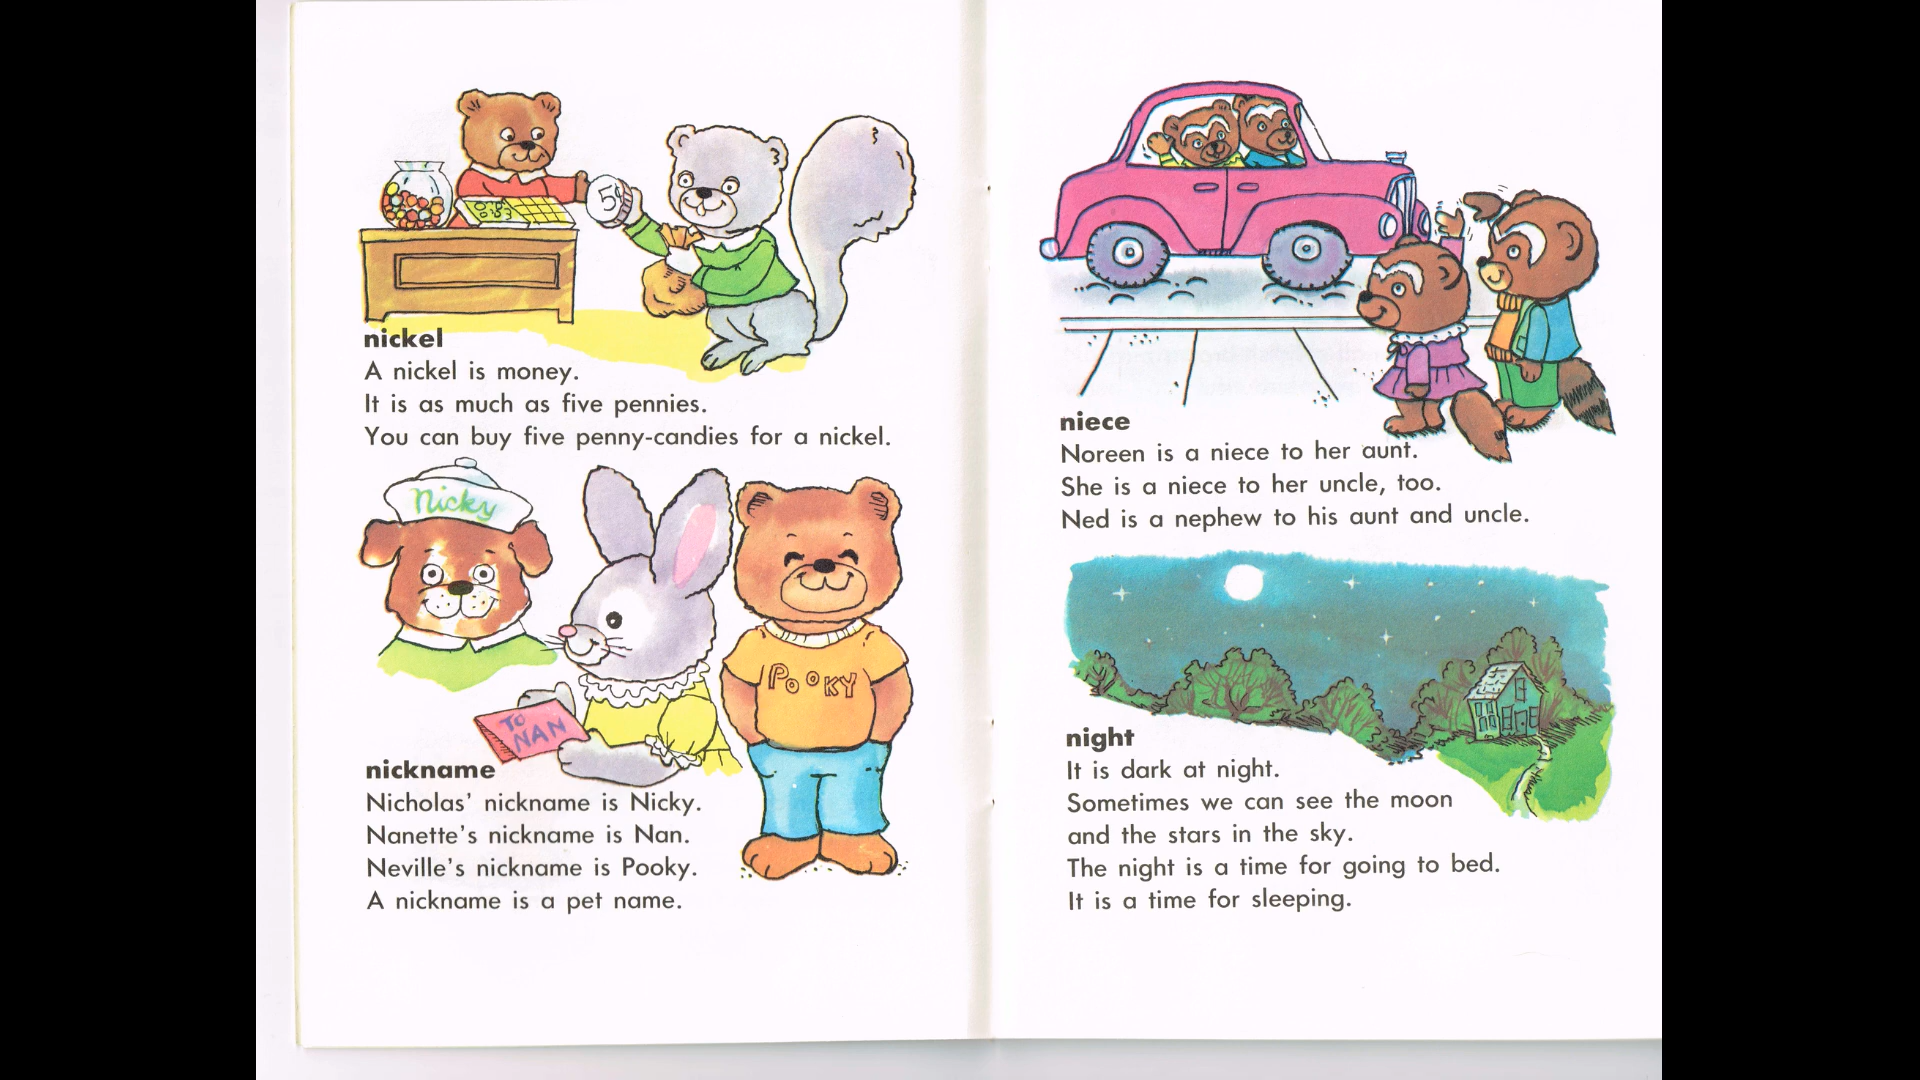 5¢
nickel
A nickel is money.
It is as much as five pennies.
You can buy five penny-candies for a nickel.
Nicky
TO
NAN
POOKY
nickname
Nicholas' nickname is Nicky.
Nanette's nickname is Nan.
Neville's nickname is Pooky.
A nickname is a pet name.
niece
Noreen is a niece to her aunt.
She is a niece to her uncle, too.
Ned is a nephew to his aunt and uncle.
night
It is dark at night.
Sometimes we can see the moon
and the stars in the sky.
The night is a time for going to bed.
It is a time for sleeping.